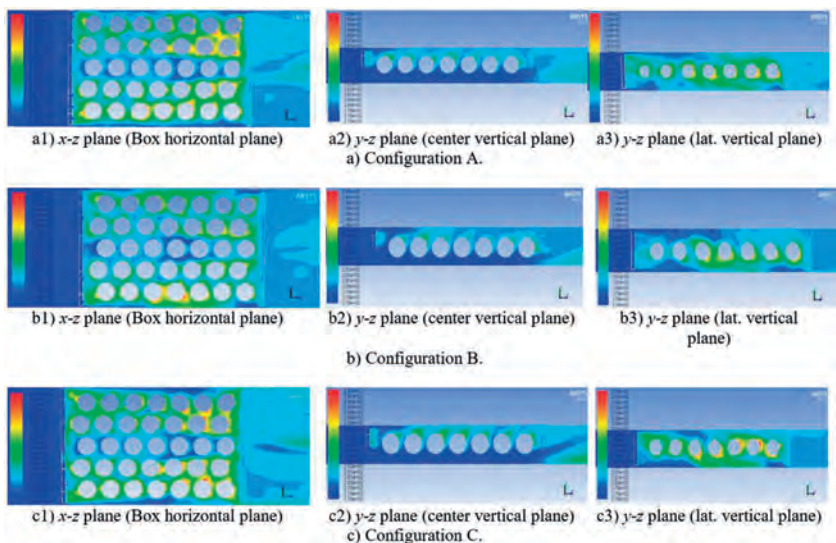 a1) x-z plane (Box horizontal plane)
a2) y-z plane (center vertical plane)
a3) y-z plane (lat. vertical plane)
a) Configuration A.
b1) x-z plane (Box horizontal plane)
b2) y-z plane (center vertical plane)
b3) y-z plane (lat. vertical
plane)
b) Configuration B.
c1) x-z plane (Box horizontal plane)
c2) y-z plane (center vertical plane)
c3) y-z plane (lat. vertical plane)
c) Configuration C.